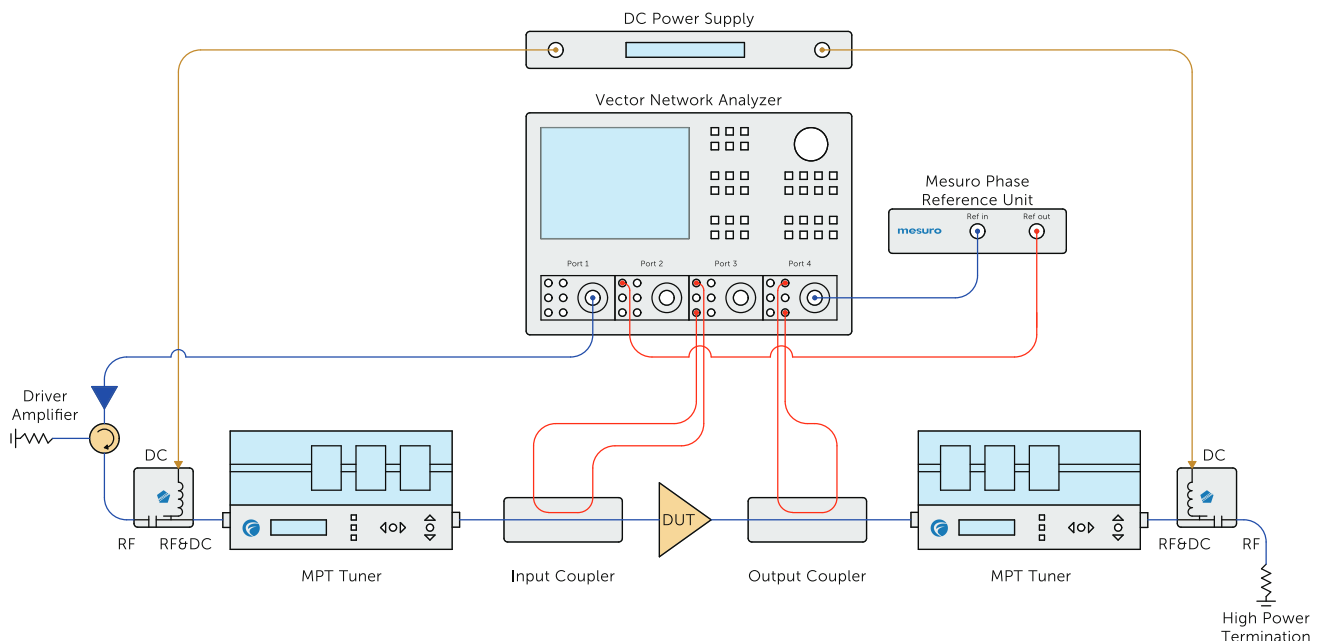 DC Power Supply
Vector Network Analyzer
Mesuro Phase
Reference Unit
mesuro
Ref in
Ref out
Port 1
Port 2
Port 3
Port 4
Driver
Amplifier
DC
RF
RF&DC
MPT Tuner
Input Coupler
DUT
Output Coupler
MPT Tuner
DC
RF&DC
RF
High Power
Termination